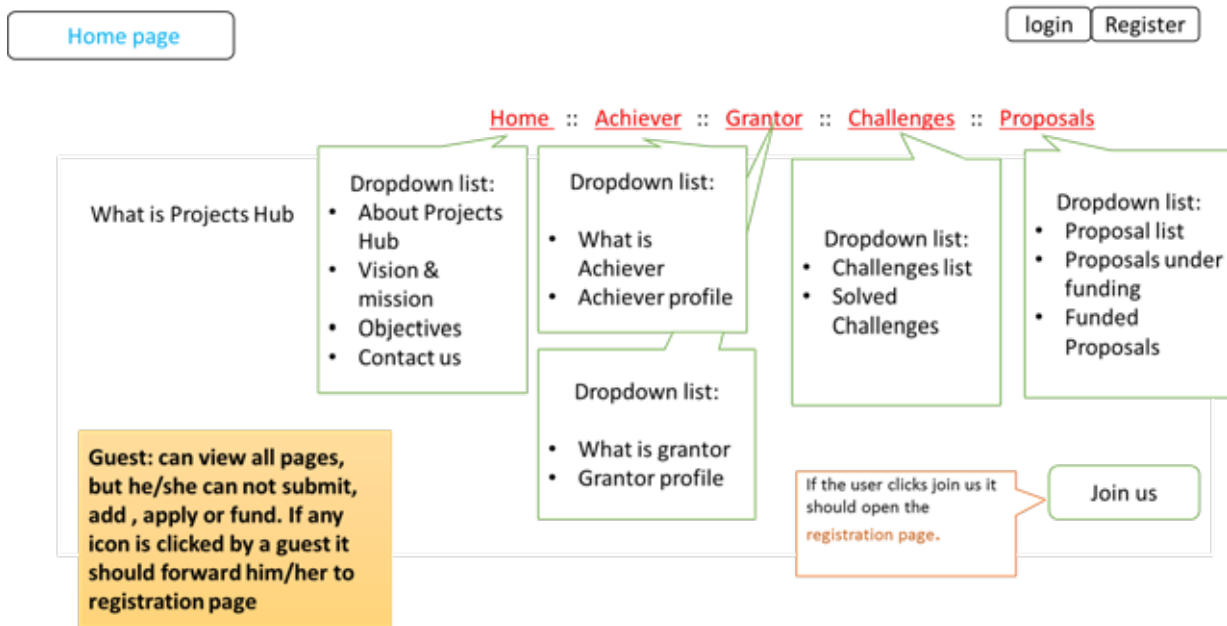 Home page
login
Register
Home :: Achiever :: Grantor :: Challenges :: Proposals
What is Projects Hub
Dropdown list:
• About Projects
Hub
• Vision &
mission
• Objectives
• Contact us
Dropdown list:
• What is
Achiever
• Achiever profile
Dropdown list:
• What is grantor
• Grantor profile
Dropdown list:
• Challenges list
• Solved
Challenges
Dropdown list:
• Proposal list
• Proposals under
funding
• Funded
Proposals
Guest: can view all pages,
but he/she can not submit,
add , apply or fund. If any
icon is clicked by a guest it
should forward him/her to
registration page
If the user clicks join us it
should open the
registration page.
Join us